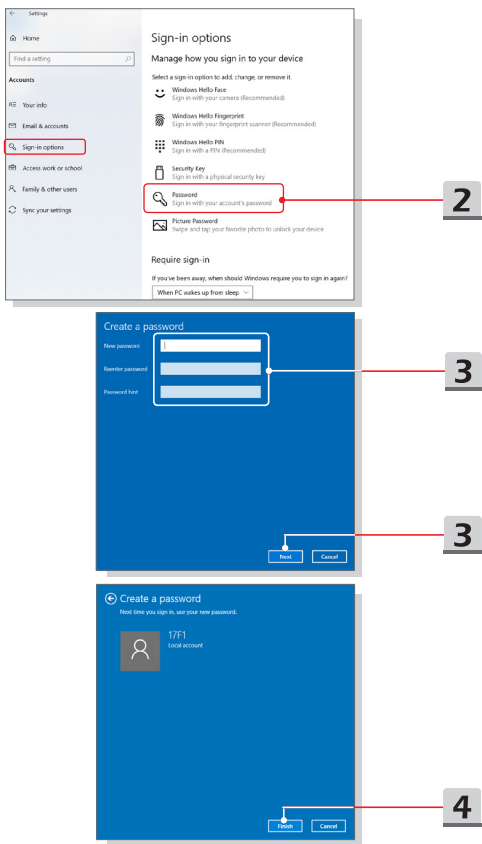 Settings
Home
Find a setting
Accounts
Your info
Email & accounts
Sign-in options
Access work or school
Family & other users
Sync your settings
Sign-in options
Manage how you sign in to your device
Select a sign-in option to add, change, or remove it.
Windows Hello Face
Sign in with your camera (Recommended)
Windows Hello Fingerprint
Sign in with your fingerprint scanner (Recommended)
Windows Hello PIN
Sign in with a PIN (Recommended)
Security Key
Sign in with a physical security key
Password
Sign in with your account's password
Picture Password
Swipe and tap your favorite photo to unlock your device
Require sign-in
If you've been away, when should Windows require you to sign in again?
When PC wakes up from sleep
2
Create a password
New password
Reenter password
Password hint
3
Next
Cancel
3
Create a password
Next time you sign in, use your new password.
17F1
Local account
Finish
Cancel
4